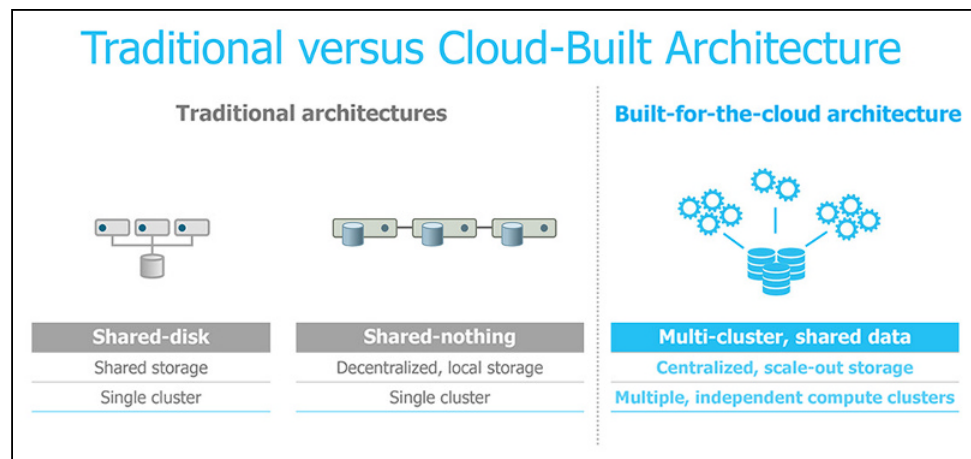 Traditional versus Cloud-Built Architecture
Traditional architectures
Built-for-the-cloud architecture
Shared-disk
Shared storage
Single cluster
Shared-nothing
Decentralized, local storage
Single cluster
Multi-cluster, shared data
Centralized, scale-out storage
Multiple, independent compute clusters